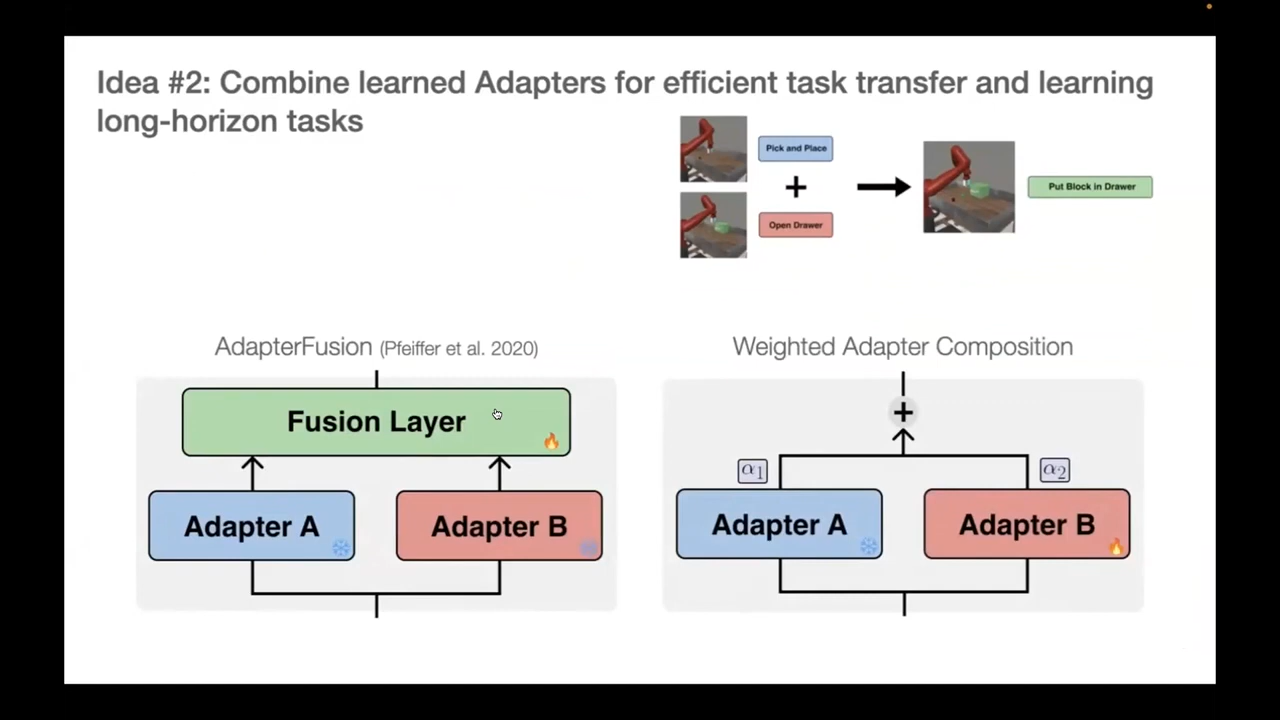 Idea #2: Combine learned Adapters for efficient task transfer and learning
long-horizon tasks
Pick and Place
+
Open Drawer
Put Block in Drawer
AdapterFusion (Pfeiffer et al. 2020)
Fusion Layer
Adapter A
Adapter B
Weighted Adapter Composition
+
α1
α2
Adapter A
Adapter B